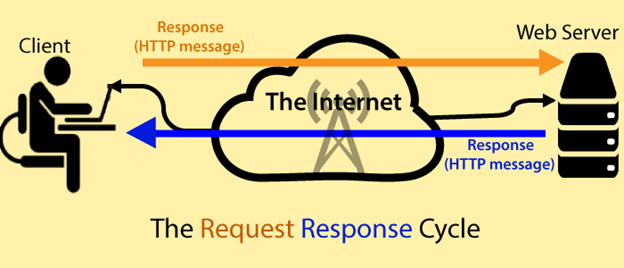 Client
Response
(HTTP message)
Web Server
The Internet
Response
(HTTP message)
The Request Response Cycle